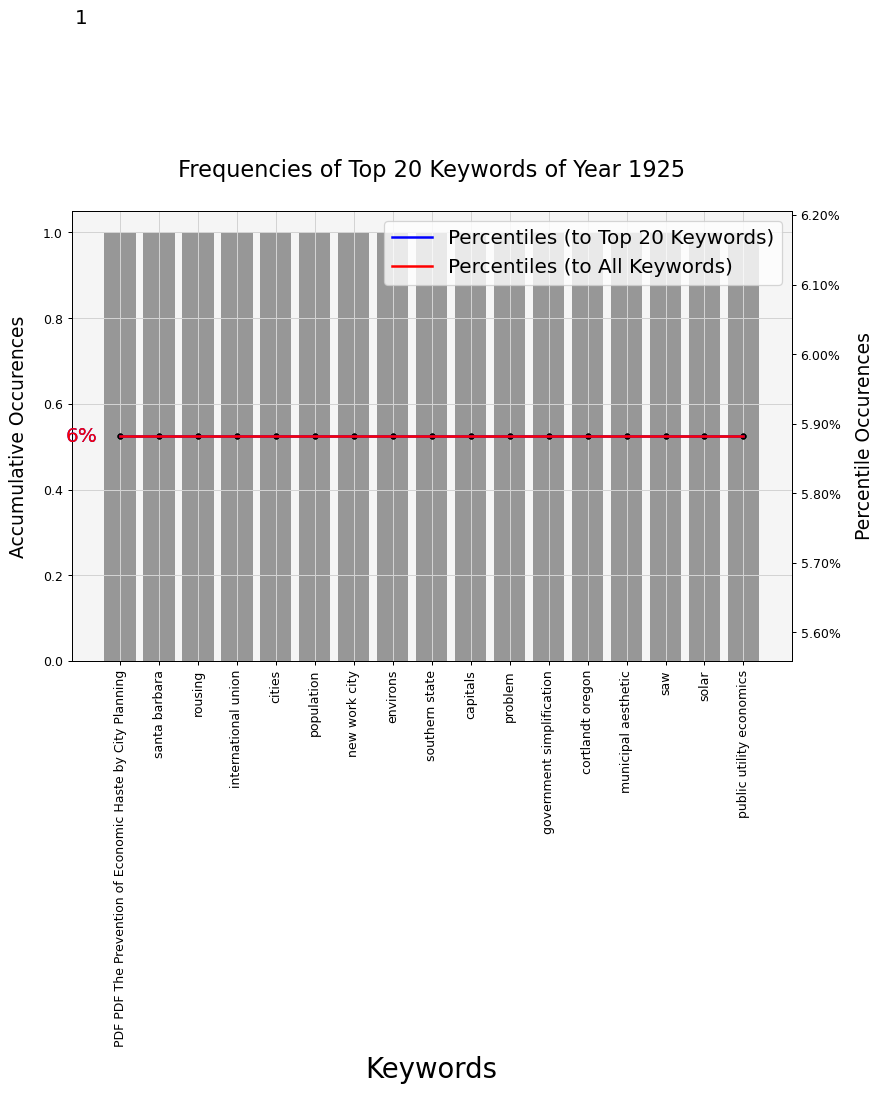 1
Frequencies of Top 20 Keywords of Year 1925
Percentiles (to Top 20 Keywords)
Percentiles (to All Keywords)
Accumulative Occurences
1.0
0.8
0.6
0.4
0.2
0.0
6%
6.20%
6.10%
6.00%
5.90%
5.80%
5.70%
5.60%
Percentile Occurences
PDF PDF The Prevention of Economic Haste by City Planning
santa barbara
rousing
international union
cities
population
new work city
environs
southern state
capitals
problem
government simplification
cortlandt oregon
municipal aesthetic
saw
solar
public utility economics
Keywords